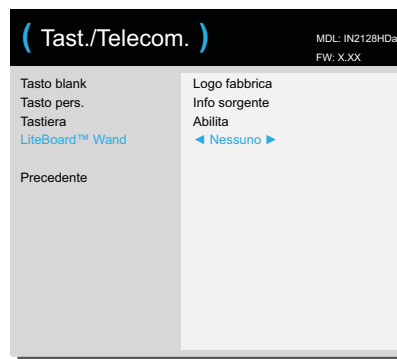 ( Tast./Telecom. )
MDL: IN2128HDa
FW: X.XX
Tasto blank Logo fabbrica
Tasto pers. Info sorgente
Tastiera Abilita
LiteBoard™ Wand ◄ Nessuno ►
Precedente